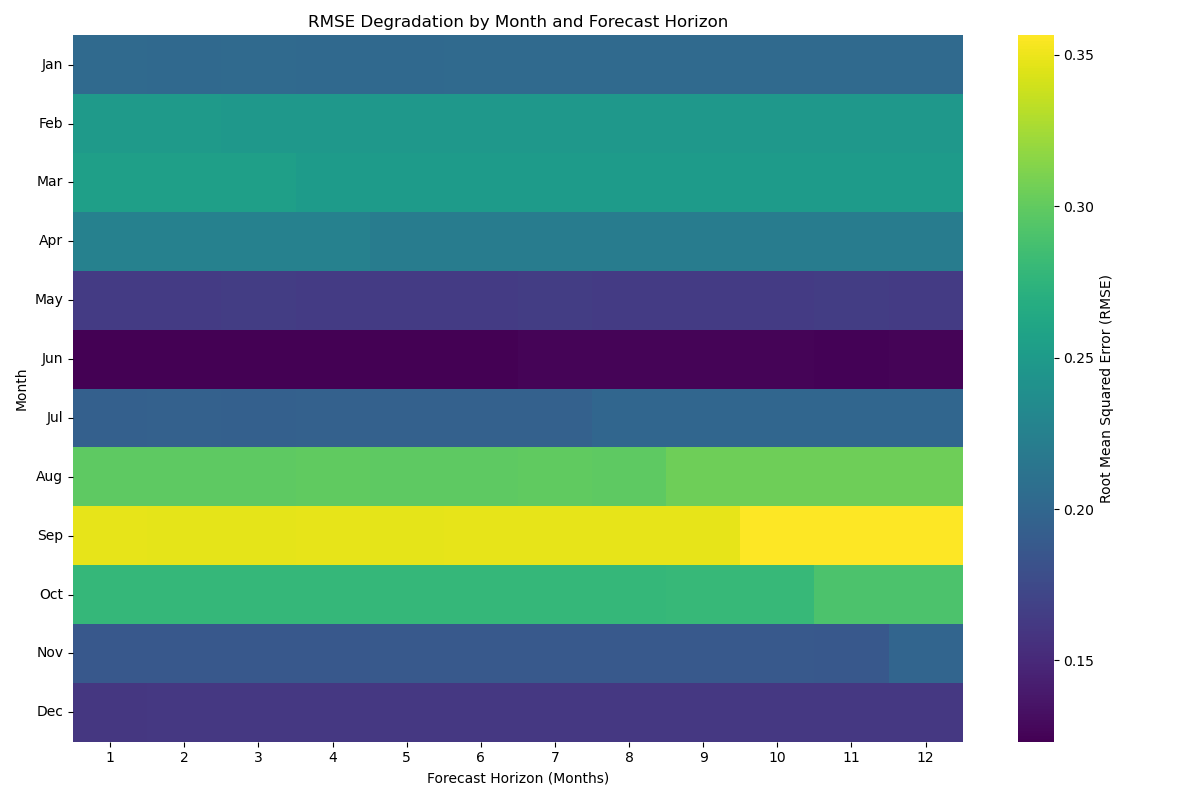 RMSE Degradation by Month and Forecast Horizon
Month
Jan
Feb
Mar
Apr
May
Jun
Jul
Aug
Sep
Oct
Nov
Dec
1 2 3 4 5 6 7 8 9 10 11 12
Forecast Horizon (Months)
0.35
0.30
0.25
0.20
0.15
Root Mean Squared Error (RMSE)